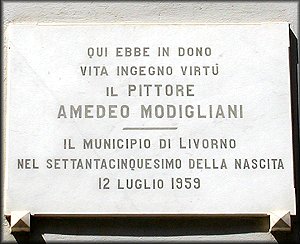 QUI EBBE IN DONO
VITA INGEGNO VIRTÙ
IL PITTORE
AMEDEO MODIGLIANI
IL MUNICIPIO DI LIVORNO
NEL SETTANTACINQUESIMO DELLA NASCITA
12 LUGLIO 1959